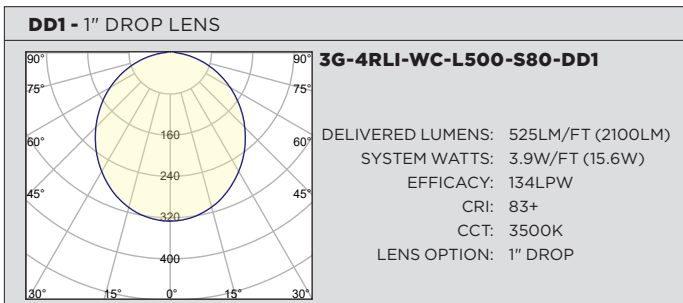 DD1 - 1" DROP LENS
90° 90°
75° 75°
60° 60°
45° 45°
30° 15° 0° 15° 30°
160
240
320
400
3G-4RLI-WC-L500-S80-DD1
DELIVERED LUMENS: 525LM/FT (2100LM)
SYSTEM WATTS: 3.9W/FT (15.6W)
EFFICACY: 134LPW
CRI: 83+
CCT: 3500K
LENS OPTION: 1" DROP